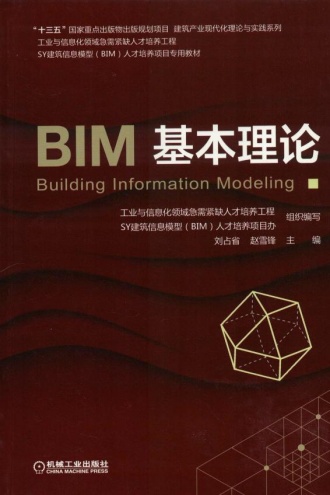 “十三五”国家重点出版物出版规划项目 建筑产业现代化理论与实践系列
工业与信息化领域急需紧缺人才培养工程
SY建筑信息模型（BIM）人才培养项目专用教材
BIM 基本理论
Building Information Modeling
工业与信息化领域急需紧缺人才培养工程
SY建筑信息模型（BIM）人才培养项目办
组织编写
刘占省 赵雪锋 主 编
机械工业出版社
CHINA MACHINE PRESS